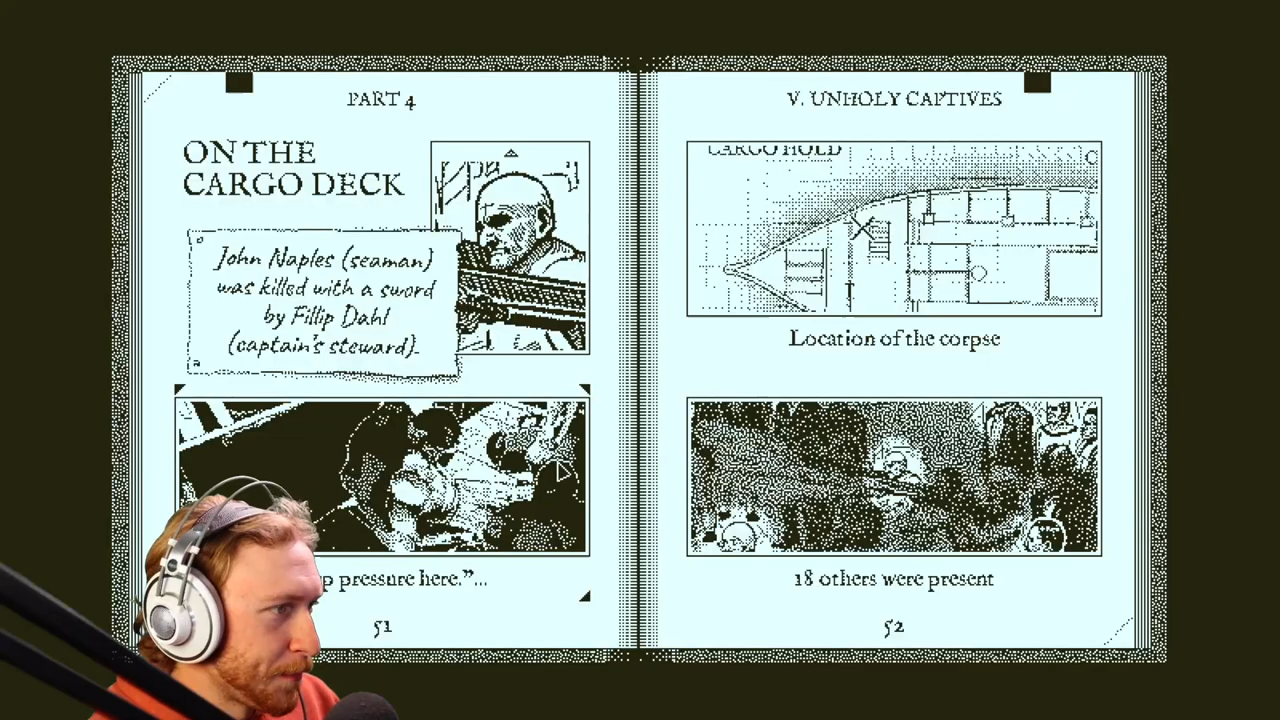 PART 4
ON THE
CARGO DECK
John Naples (seaman)
was killed with a sword
by Fillip Dahl
(captain's steward).
pressure here."...
51
V. UNHOLY CAPTIVES
CARGO HOLD
Location of the corpse
18 others were present
52